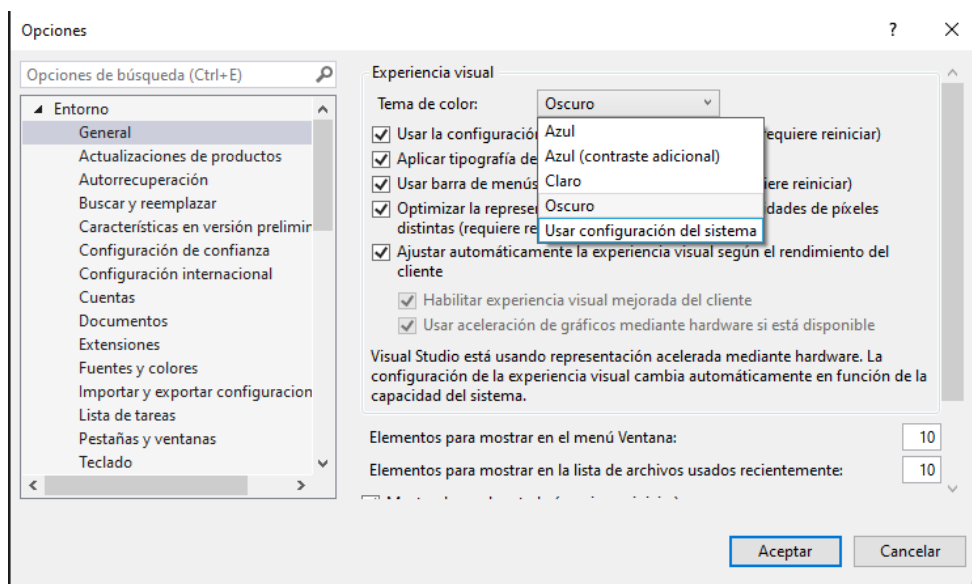 Opciones
?
Opciones de búsqueda (Ctrl+E)
Entorno
General
Actualizaciones de productos
Autorrecuperación
Buscar y reemplazar
Características en versión prelimir
Configuración de confianza
Configuración internacional
Cuentas
Documentos
Extensiones
Fuentes y colores
Importar y exportar configuracion
Lista de tareas
Pestañas y ventanas
Teclado
Experiencia visual
Tema de color: Oscuro
Azul
Azul (contraste adicional)
Claro
Oscuro
Usar configuración del sistema
Usar la configuración equiere reiniciar)
Aplicar tipografía de
Usar barra de menús iere reiniciar)
Optimizar la represe dades de píxeles
distintas (requiere re
Ajustar automáticamente la experiencia visual según el rendimiento del
cliente
Habilitar experiencia visual mejorada del cliente
Usar aceleración de gráficos mediante hardware si está disponible
Visual Studio está usando representación acelerada mediante hardware. La
configuración de la experiencia visual cambia automáticamente en función de la
capacidad del sistema.
Elementos para mostrar en el menú Ventana: 10
Elementos para mostrar en la lista de archivos usados recientemente: 10
Aceptar
Cancelar